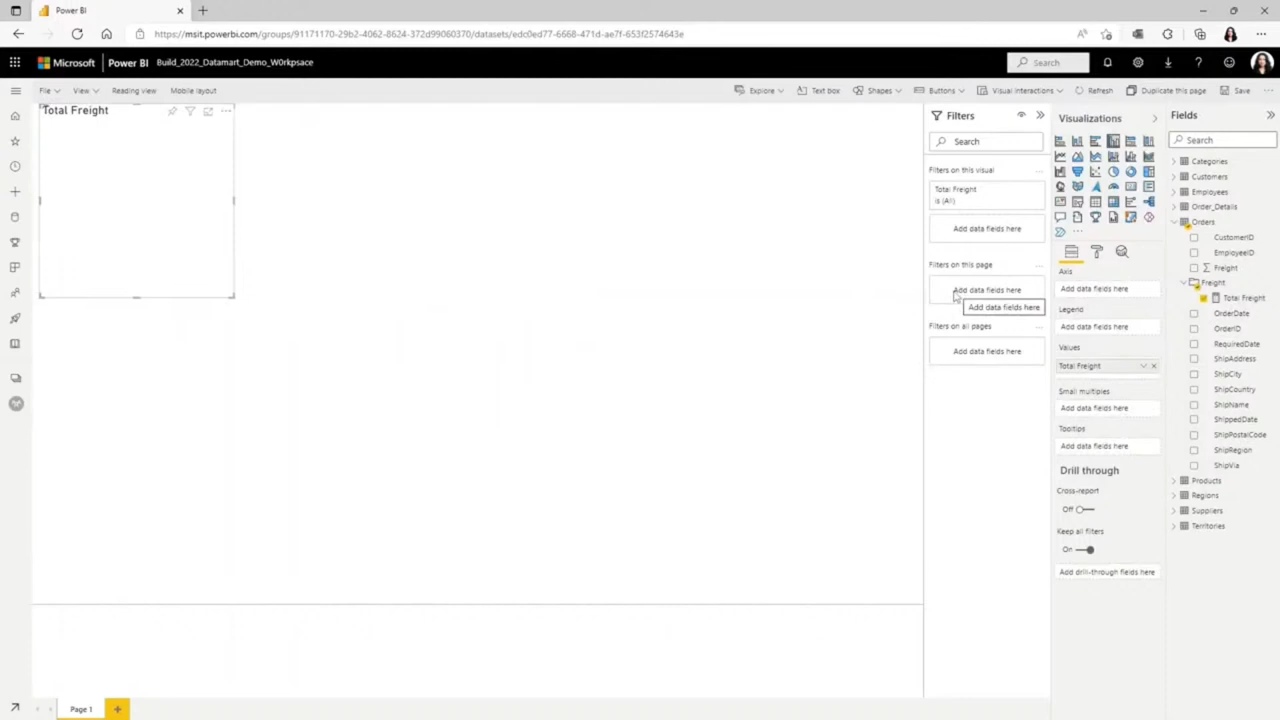 Power BI
https://msit.powerbi.com/groups/91171170-29b2-4062-8624-372d99060370/datasets/edc0ed77-6668-471d-ae7f-653f2574643e
Microsoft Power BI Build_2022_Datamart_Demo_W0rkpsace Search
File View Reading view Mobile layout Explore Text box Shapes Buttons Visual interactions Refresh Duplicate this page Save
Total Freight
Filters
Search
Filters on this visual
Total Freight
is (All)
Add data fields here
Filters on this page
Add data fields here
Add data fields here
Filters on all pages
Add data fields here
Visualizations
Axis
Add data fields here
Legend
Add data fields here
Values
Total Freight
Small multiples
Add data fields here
Tooltips
Add data fields here
Drill through
Cross-report
Off
Keep all filters
On
Add drill-through fields here
Fields
Search
Categories
Customers
Employees
Order_Details
Orders
CustomerID
EmployeeID
Freight
Freight
Total Freight
OrderDate
OrderID
RequiredDate
ShipAddress
ShipCity
ShipCountry
ShipName
ShippedDate
ShipPostalCode
ShipRegion
ShipVia
Products
Regions
Suppliers
Territories
Page 1